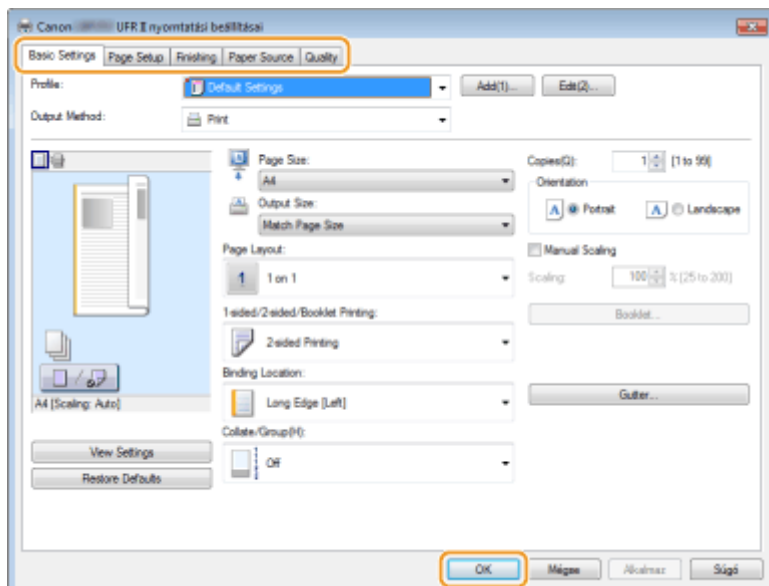 Canon UFR II nyomtatási beállításai
Basic Settings Page Setup Finishing Paper Source Quality
Profile: Default Settings Add(1)... Edit(2)...
Output Method: Print
Page Size: Copies(Q): 1 [1 to 99]
A4 Orientation
Output Size: A Portrait A Landscape
Match Page Size
Page Layout: Manual Scaling
1 1 on 1 Scaling: 100 % [25 to 200]
1-sided/2-sided/Booklet Printing: Booklet...
2-sided Printing
Binding Location:
Long Edge [Left] Gutter...
A4 [Scaling: Auto]
Collate/Group(H):
View Settings Off
Restore Defaults
OK Mégse Alkalmaz Súgó